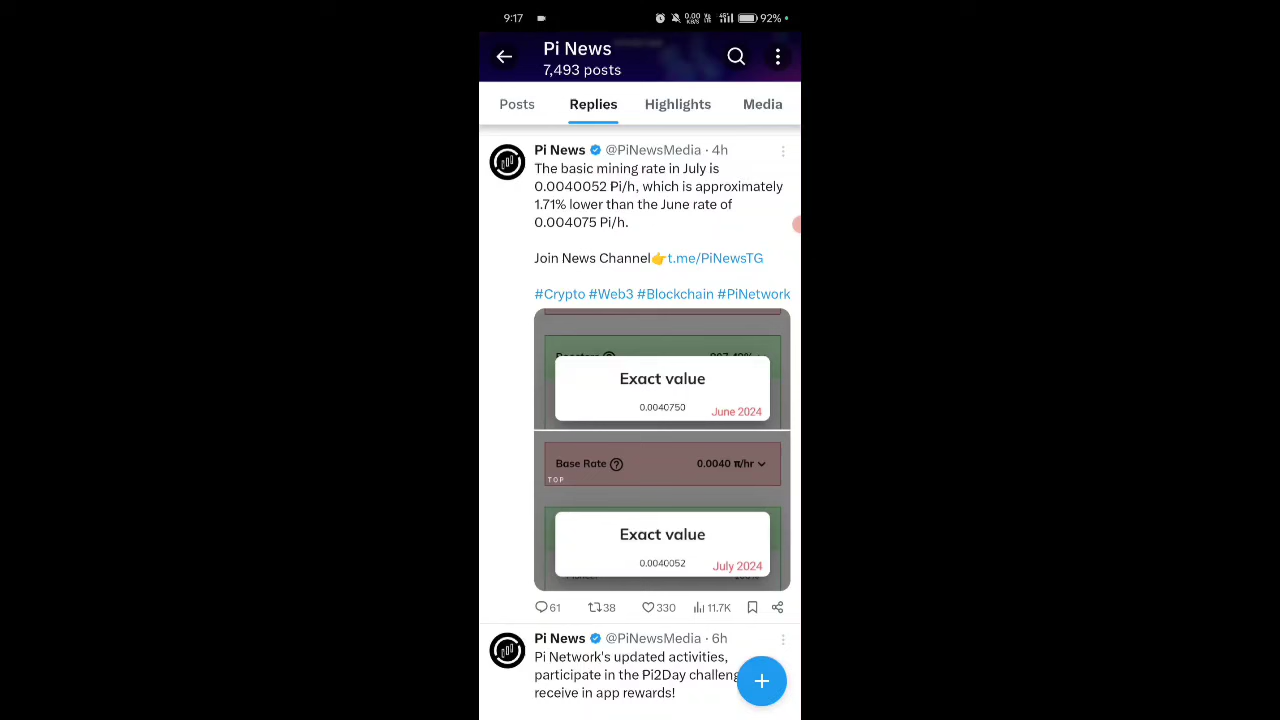 9:17
0.00 KB/S
92%
Pi News
7,493 posts
Posts Replies Highlights Media
Pi News @PiNewsMedia · 4h
The basic mining rate in July is
0.0040052 Pi/h, which is approximately
1.71% lower than the June rate of
0.004075 Pi/h.
Join News Channel👉t.me/PiNewsTG
#Crypto #Web3 #Blockchain #PiNetwork
Exact value
0.0040750
June 2024
Base Rate ? 0.0040 π/hr
TOP
Exact value
0.0040052
July 2024
61 38 330 11.7K
Pi News @PiNewsMedia · 6h
Pi Network's updated activities,
participate in the Pi2Day challeng
receive in app rewards!